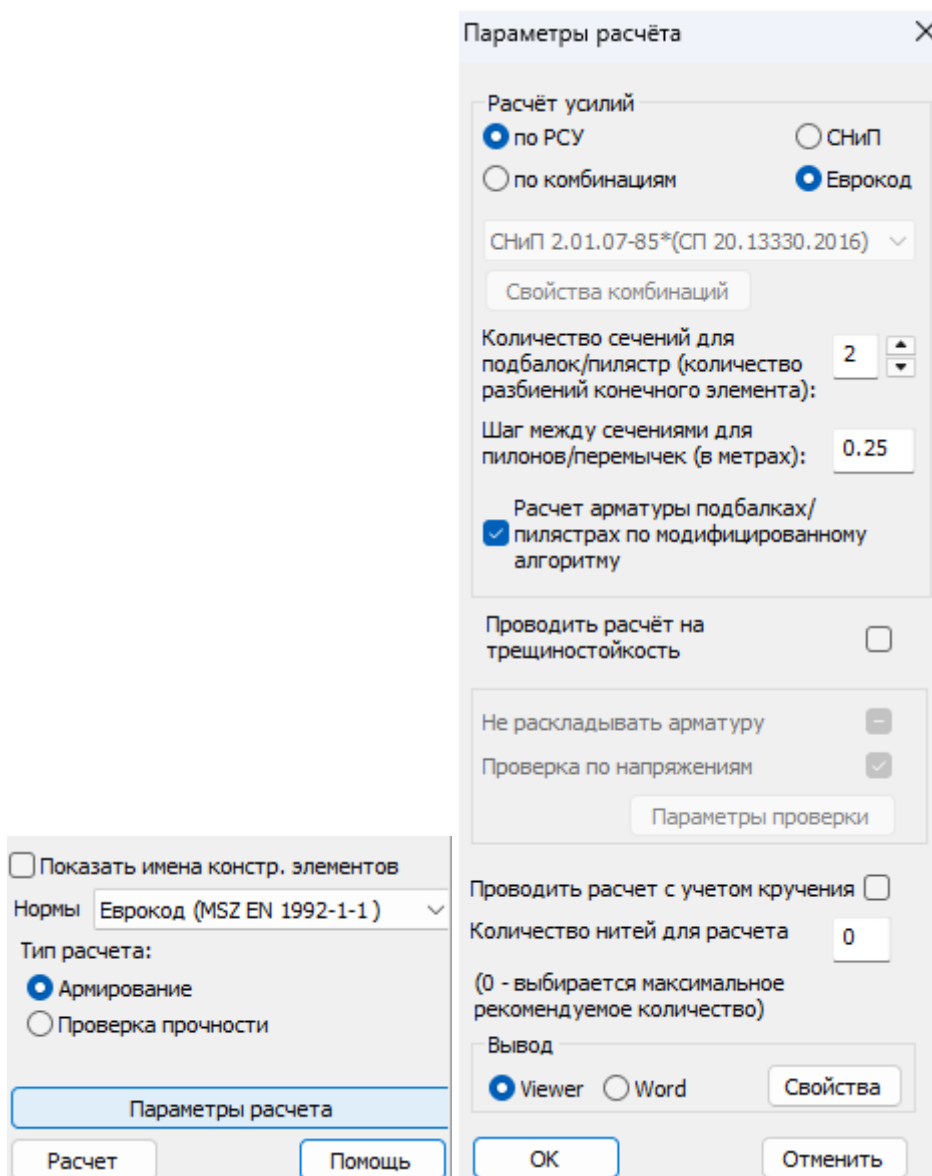 Параметры расчёта
Расчёт усилий
по РСУ
СНиП
по комбинациям
Еврокод
СНиП 2.01.07-85*(СП 20.13330.2016)
Свойства комбинаций
Количество сечений для
подбалок/пилястр (количество
разбиений конечного элемента):
2
Шаг между сечениями для
пилонов/перемычек (в метрах):
0.25
Расчет арматуры подбалках/
пилястрах по модифицированному
алгоритму
Проводить расчёт на
трещиностойкость
Не раскладывать арматуру
Проверка по напряжениям
Параметры проверки
Проводить расчет с учетом кручения
Количество нитей для расчета
0
(0 - выбирается максимальное
рекомендуемое количество)
Вывод
Viewer
Word
Свойства
ОК
Отменить
Показать имена констр. элементов
Нормы
Еврокод (MSZ EN 1992-1-1 )
Тип расчета:
Армирование
Проверка прочности
Параметры расчета
Расчет
Помощь